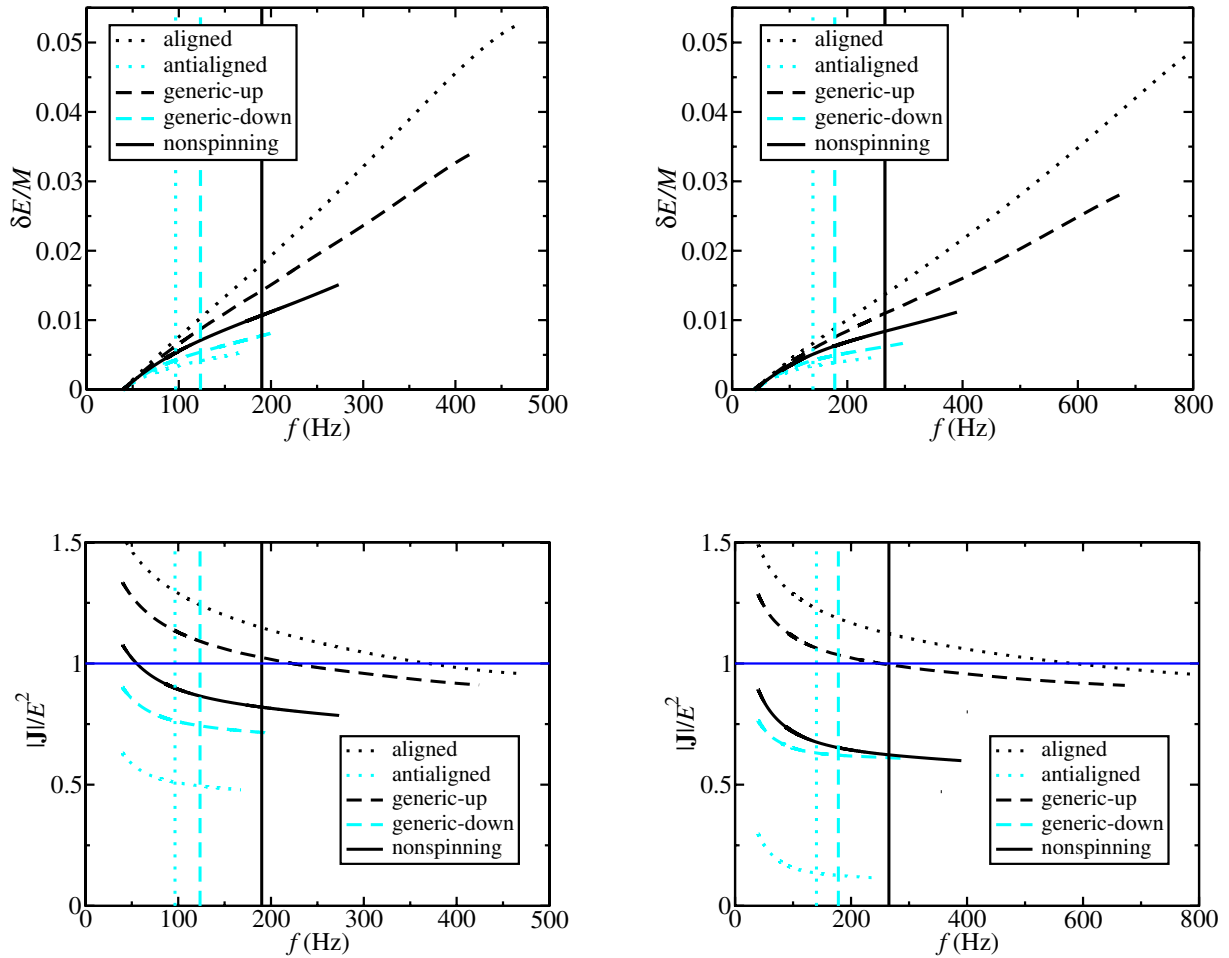 0.05
0.04
0.03
0.02
0.01
0
δE/M
0 100 200 300 400 500
f (Hz)
aligned
antialigned
generic-up
generic-down
nonspinning
0.05
0.04
0.03
0.02
0.01
0
δE/M
0 200 400 600 800
f (Hz)
aligned
antialigned
generic-up
generic-down
nonspinning
1.5
1
0.5
0
|J|/E²
0 100 200 300 400 500
f (Hz)
aligned
antialigned
generic-up
generic-down
nonspinning
1.5
1
0.5
0
|J|/E²
0 200 400 600 800
f (Hz)
aligned
antialigned
generic-up
generic-down
nonspinning